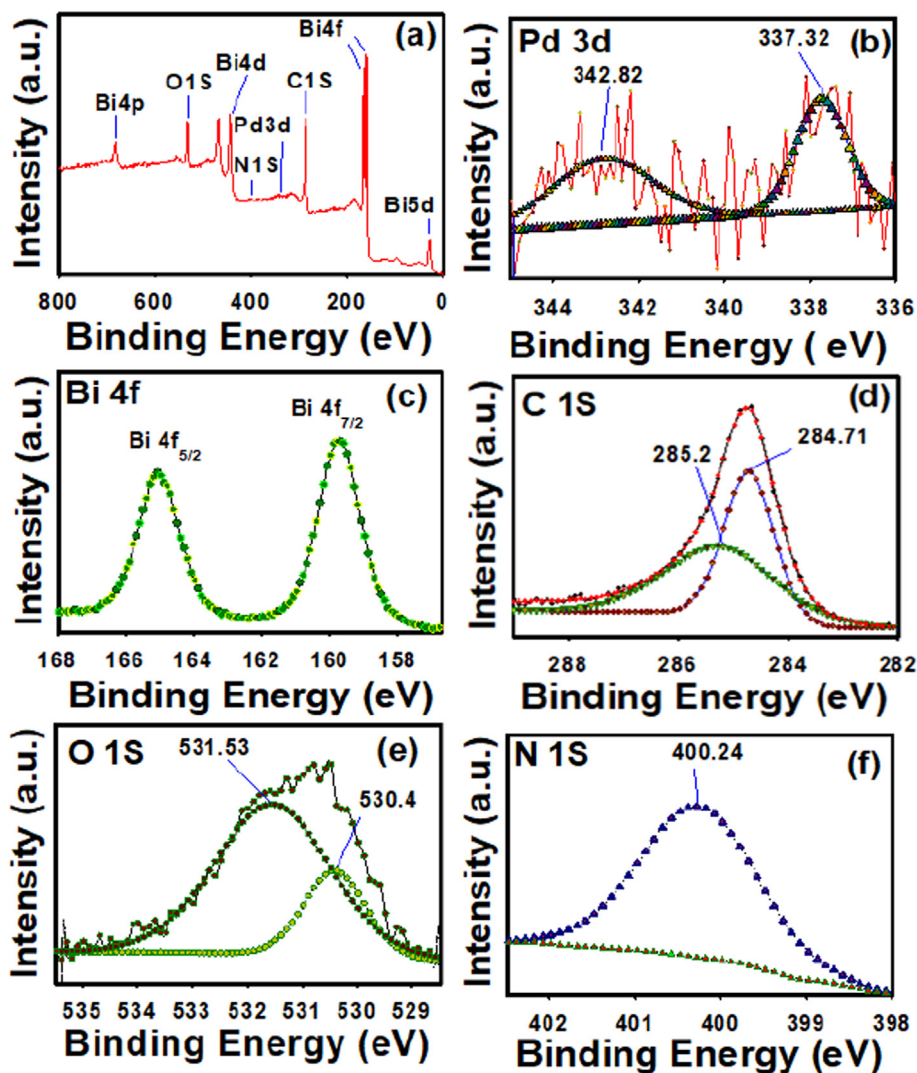 Intensity (a.u.)
(a)
Bi4f
Bi4d
O1S
C1S
Bi4p
Pd3d
N1S
Bi5d
800 600 400 200 0
Binding Energy (eV)
Intensity (a.u.)
Pd 3d
(b)
337.32
342.82
344 342 340 338 336
Binding Energy ( eV)
Intensity (a.u.)
Bi 4f
(c)
Bi 4f7/2
Bi 4f5/2
168 166 164 162 160 158
Binding Energy (eV)
Intensity (a.u.)
C 1S
(d)
285.2
284.71
288 286 284 282
Binding Energy (eV)
Intensity (a.u.)
O 1S
(e)
531.53
530.4
535 534 533 532 531 530 529
Binding Energy (eV)
Intensity (a.u.)
N 1S
(f)
400.24
402 401 400 399 398
Binding Energy (eV)